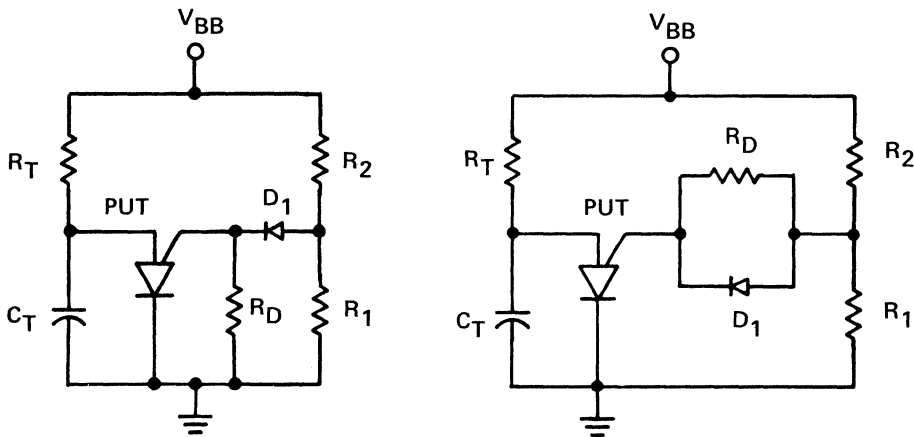 V_BB
R_T
R_2
D_1
PUT
C_T
R_D
R_1
V_BB
R_D
R_T
R_2
PUT
D_1
C_T
R_1